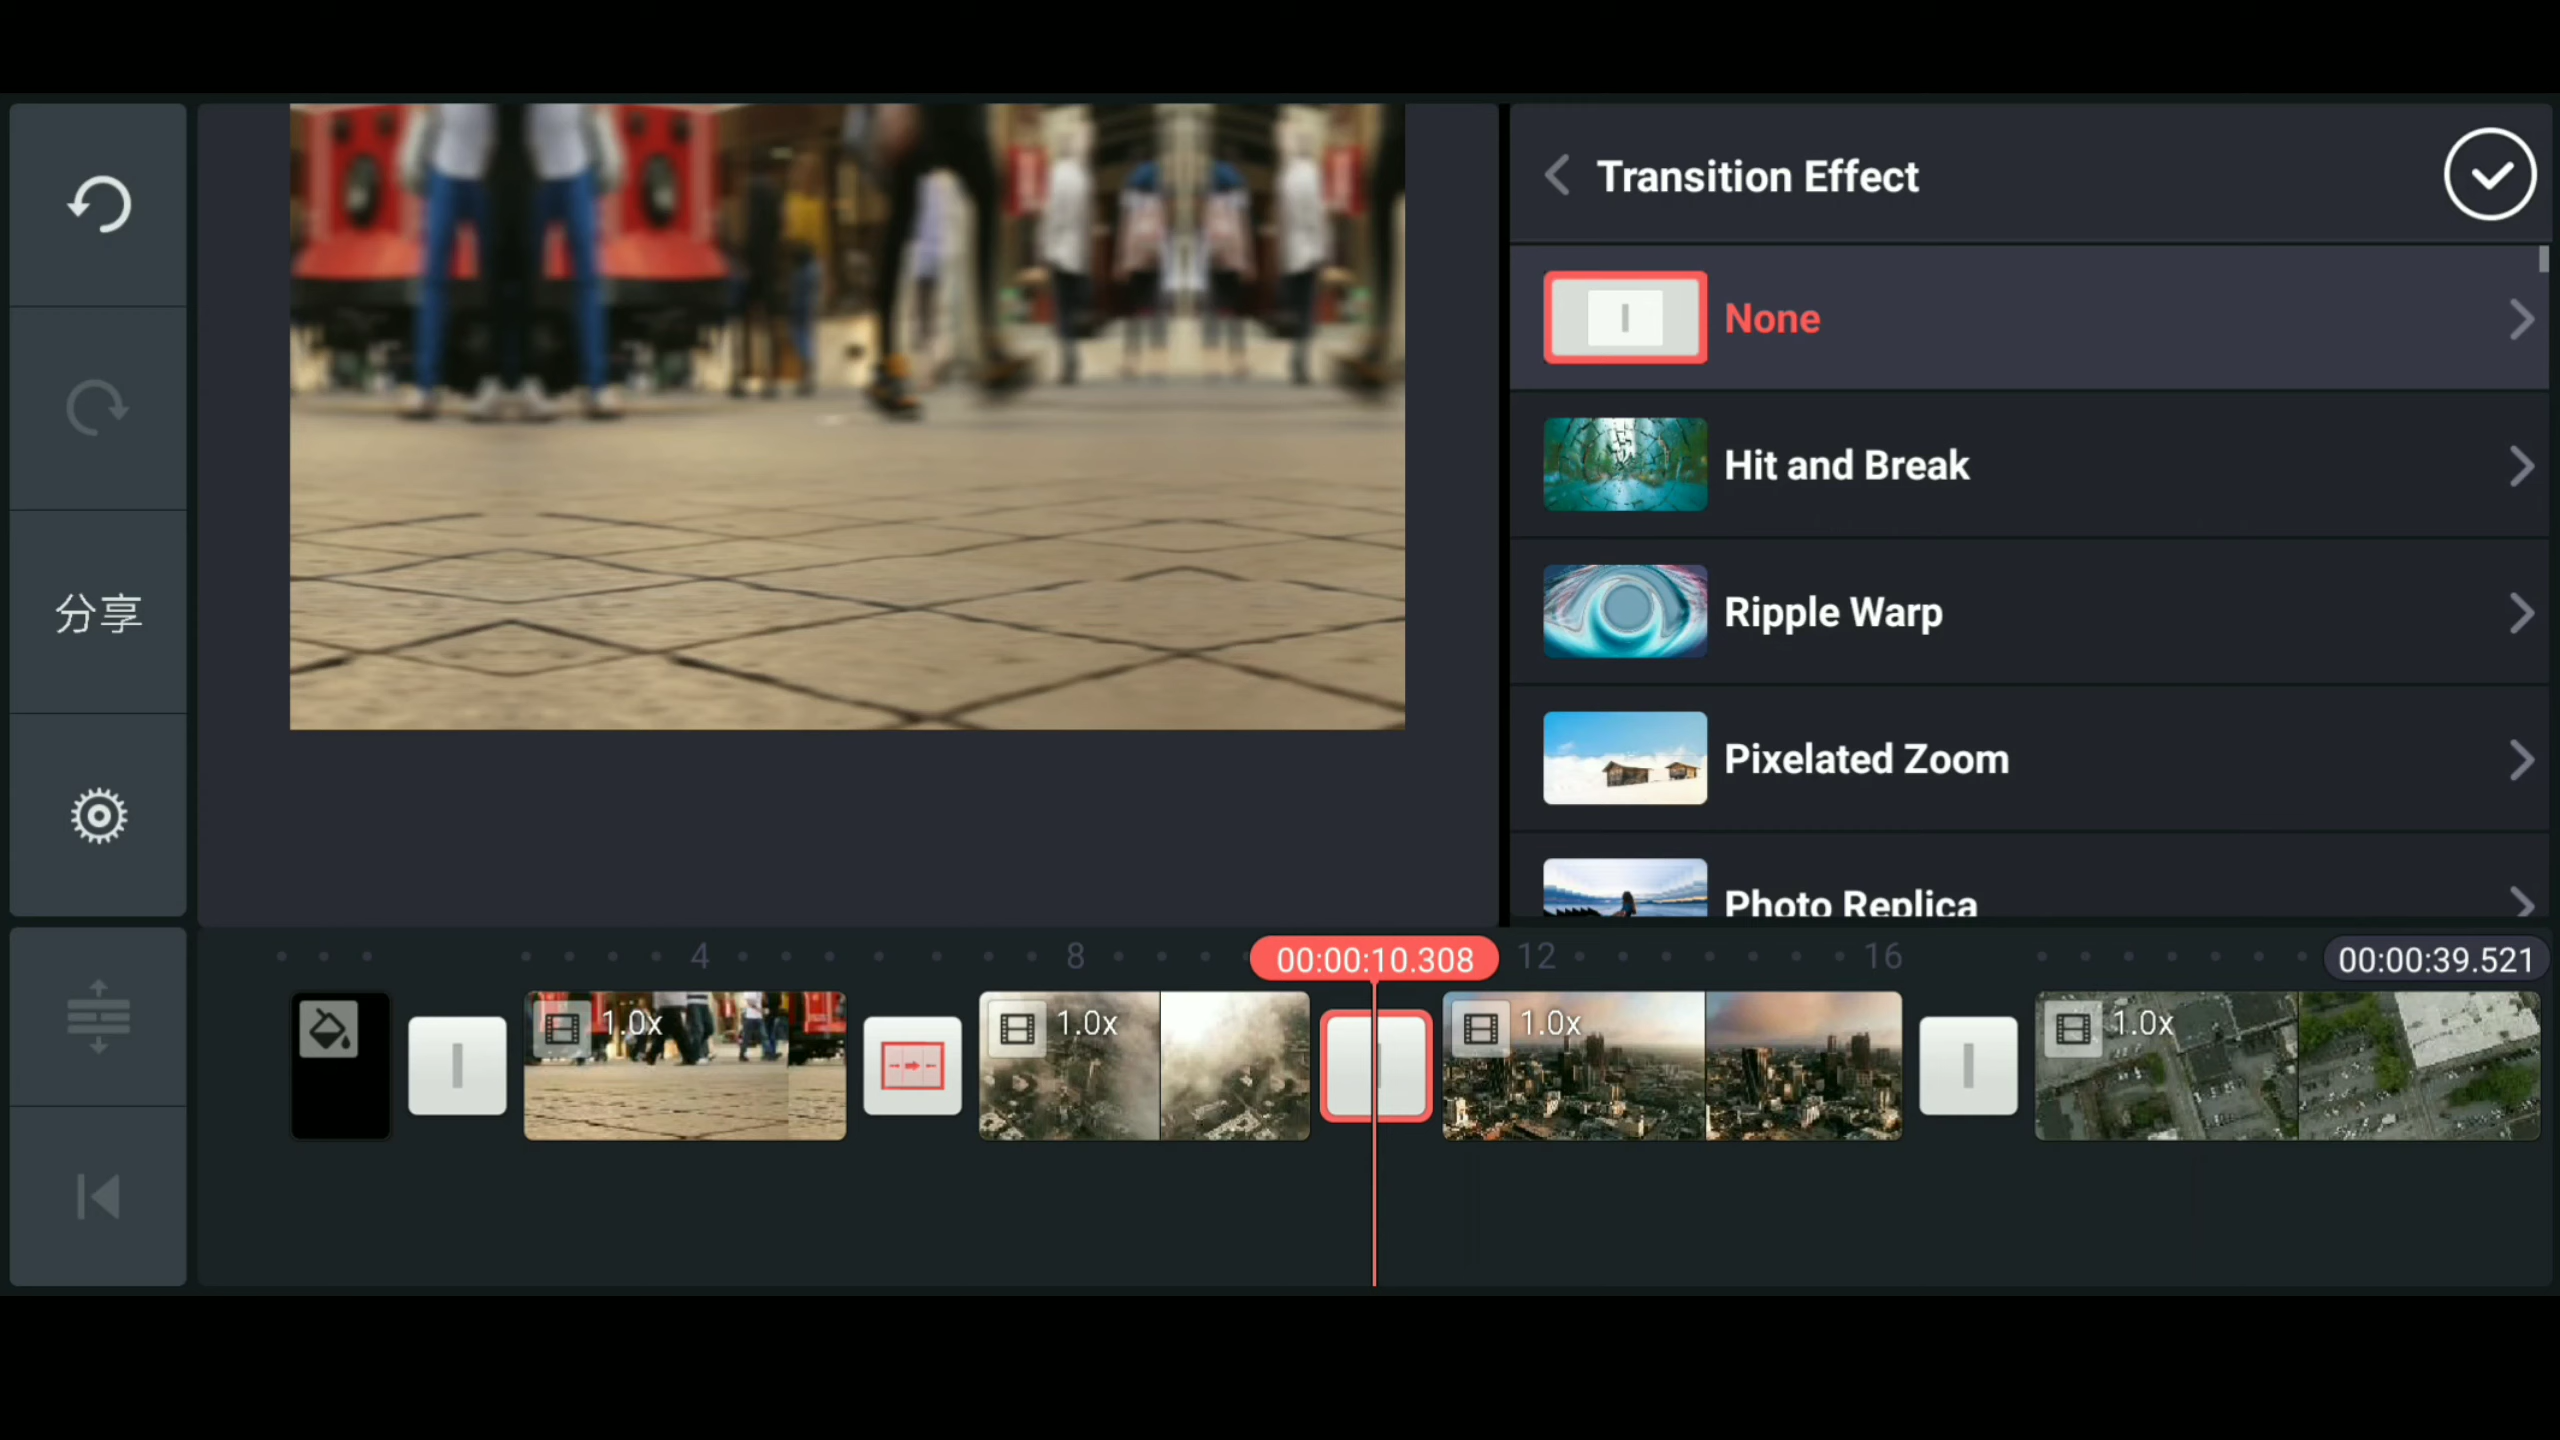 Transition Effect
None
Hit and Break
Ripple Warp
Pixelated Zoom
Photo Replica
分享
4
8
00:00:10.308
12
16
00:00:39.521
1.0x
1.0x
1.0x
1.0x